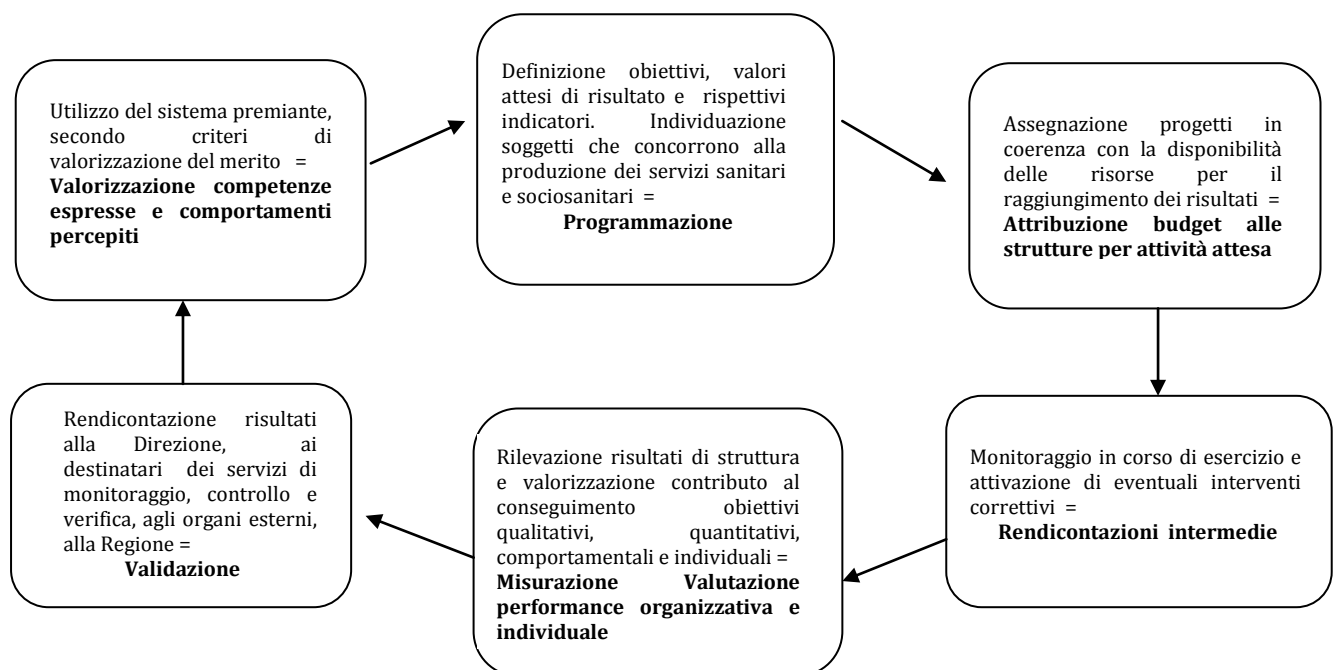 Utilizzo del sistema premiante,
secondo criteri di
valorizzazione del merito =
Valorizzazione competenze
espresse e comportamenti
percepiti
Definizione obiettivi, valori
attesi di risultato e rispettivi
indicatori. Individuazione
soggetti che concorrono alla
produzione dei servizi sanitari
e sociosanitari =
Programmazione
Assegnazione progetti in
coerenza con la disponibilità
delle risorse per il
raggiungimento dei risultati =
Attribuzione budget alle
strutture per attività attesa
Rendicontazione risultati
alla Direzione, ai
destinatari dei servizi di
monitoraggio, controllo e
verifica, agli organi esterni,
alla Regione =
Validazione
Rilevazione risultati di struttura
e valorizzazione contributo al
conseguimento obiettivi
qualitativi, quantitativi,
comportamentali e individuali =
Misurazione Valutazione
performance organizzativa e
individuale
Monitoraggio in corso di esercizio e
attivazione di eventuali interventi
correttivi =
Rendicontazioni intermedie